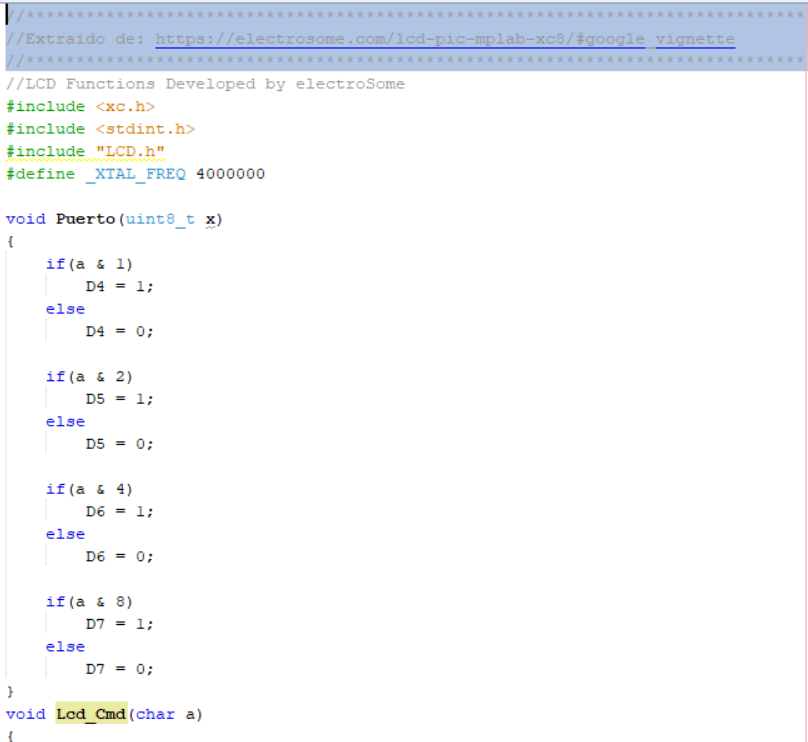 //******************************************************************************
//Extraido de: https://electrosome.com/lcd-pic-mplab-xc8/#google_vignette
//******************************************************************************
//LCD Functions Developed by electroSome
#include <xc.h>
#include <stdint.h>
#include "LCD.h"
#define _XTAL_FREQ 4000000

void Puerto(uint8_t x)
{
    if(a & 1)
        D4 = 1;
    else
        D4 = 0;

    if(a & 2)
        D5 = 1;
    else
        D5 = 0;

    if(a & 4)
        D6 = 1;
    else
        D6 = 0;

    if(a & 8)
        D7 = 1;
    else
        D7 = 0;
}
void Lcd_Cmd(char a)
{